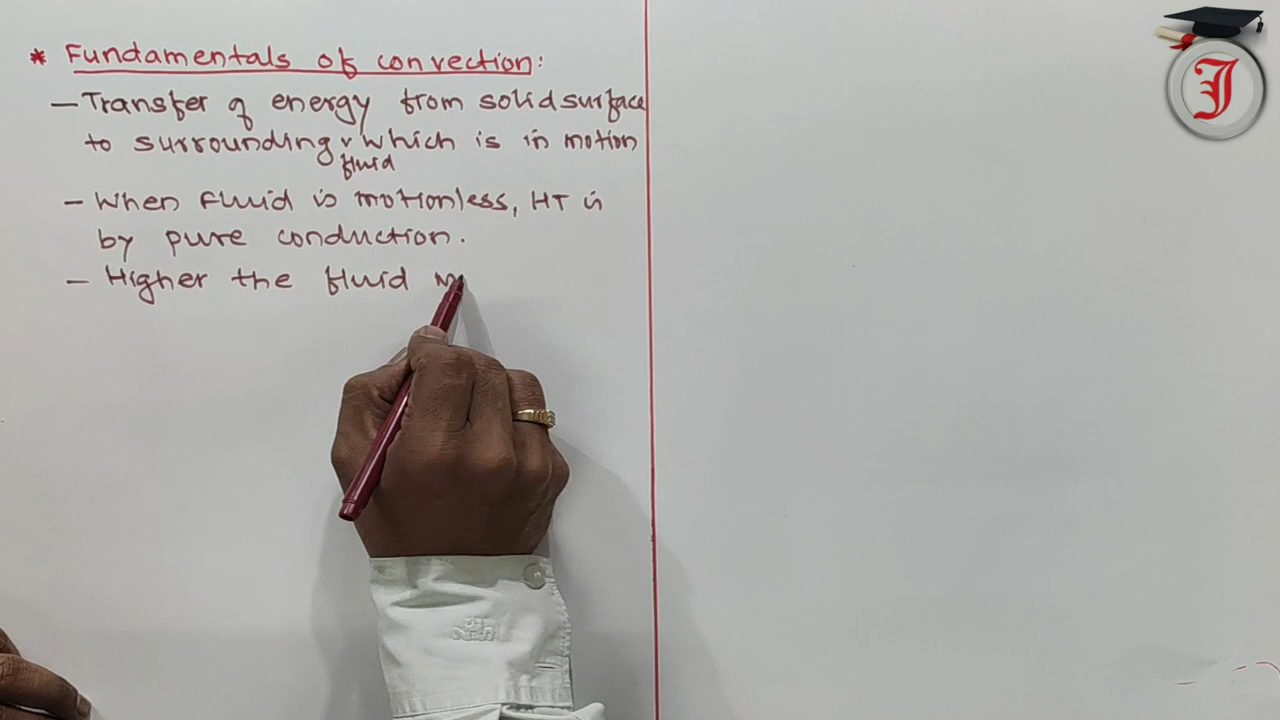 * Fundamentals of convection:
- Transfer of energy from solid surface
to surrounding fluid which is in motion
- When Fluid is motionless, HT is
by pure conduction.
- Higher the fluid
J